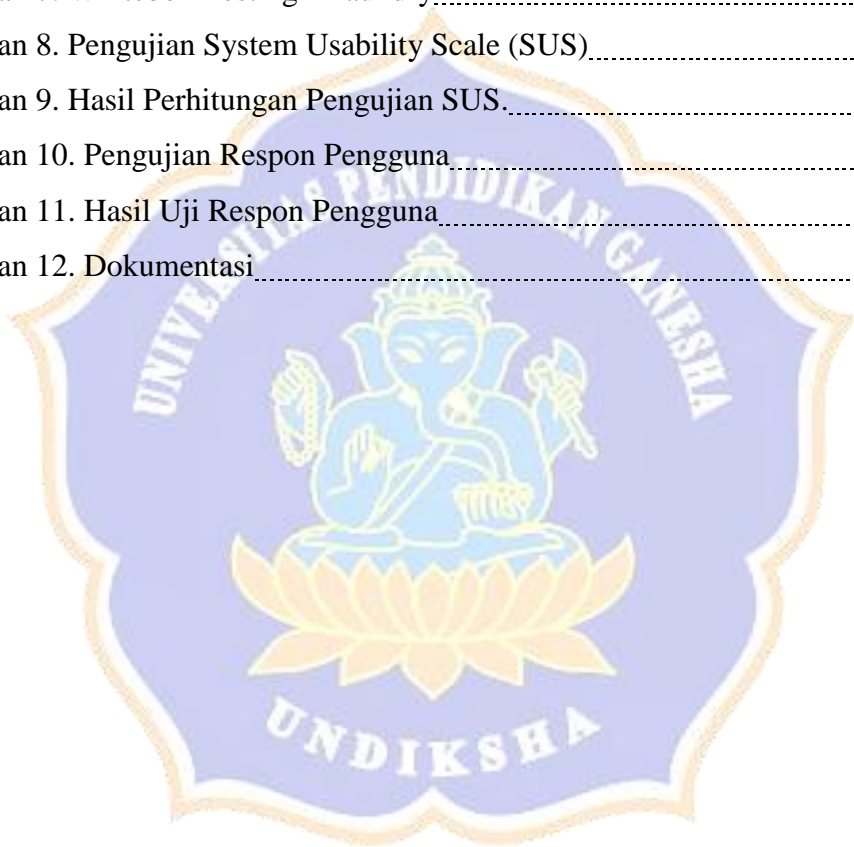 an 8. Pengujian System Usability Scale (SUS)
an 9. Hasil Perhitungan Pengujian SUS.
an 10. Pengujian Respon Pengguna
an 11. Hasil Uji Respon Pengguna
an 12. Dokumentasi
UNIVERSITAS PENDIDIKAN GANESHA
UNDIKSHA